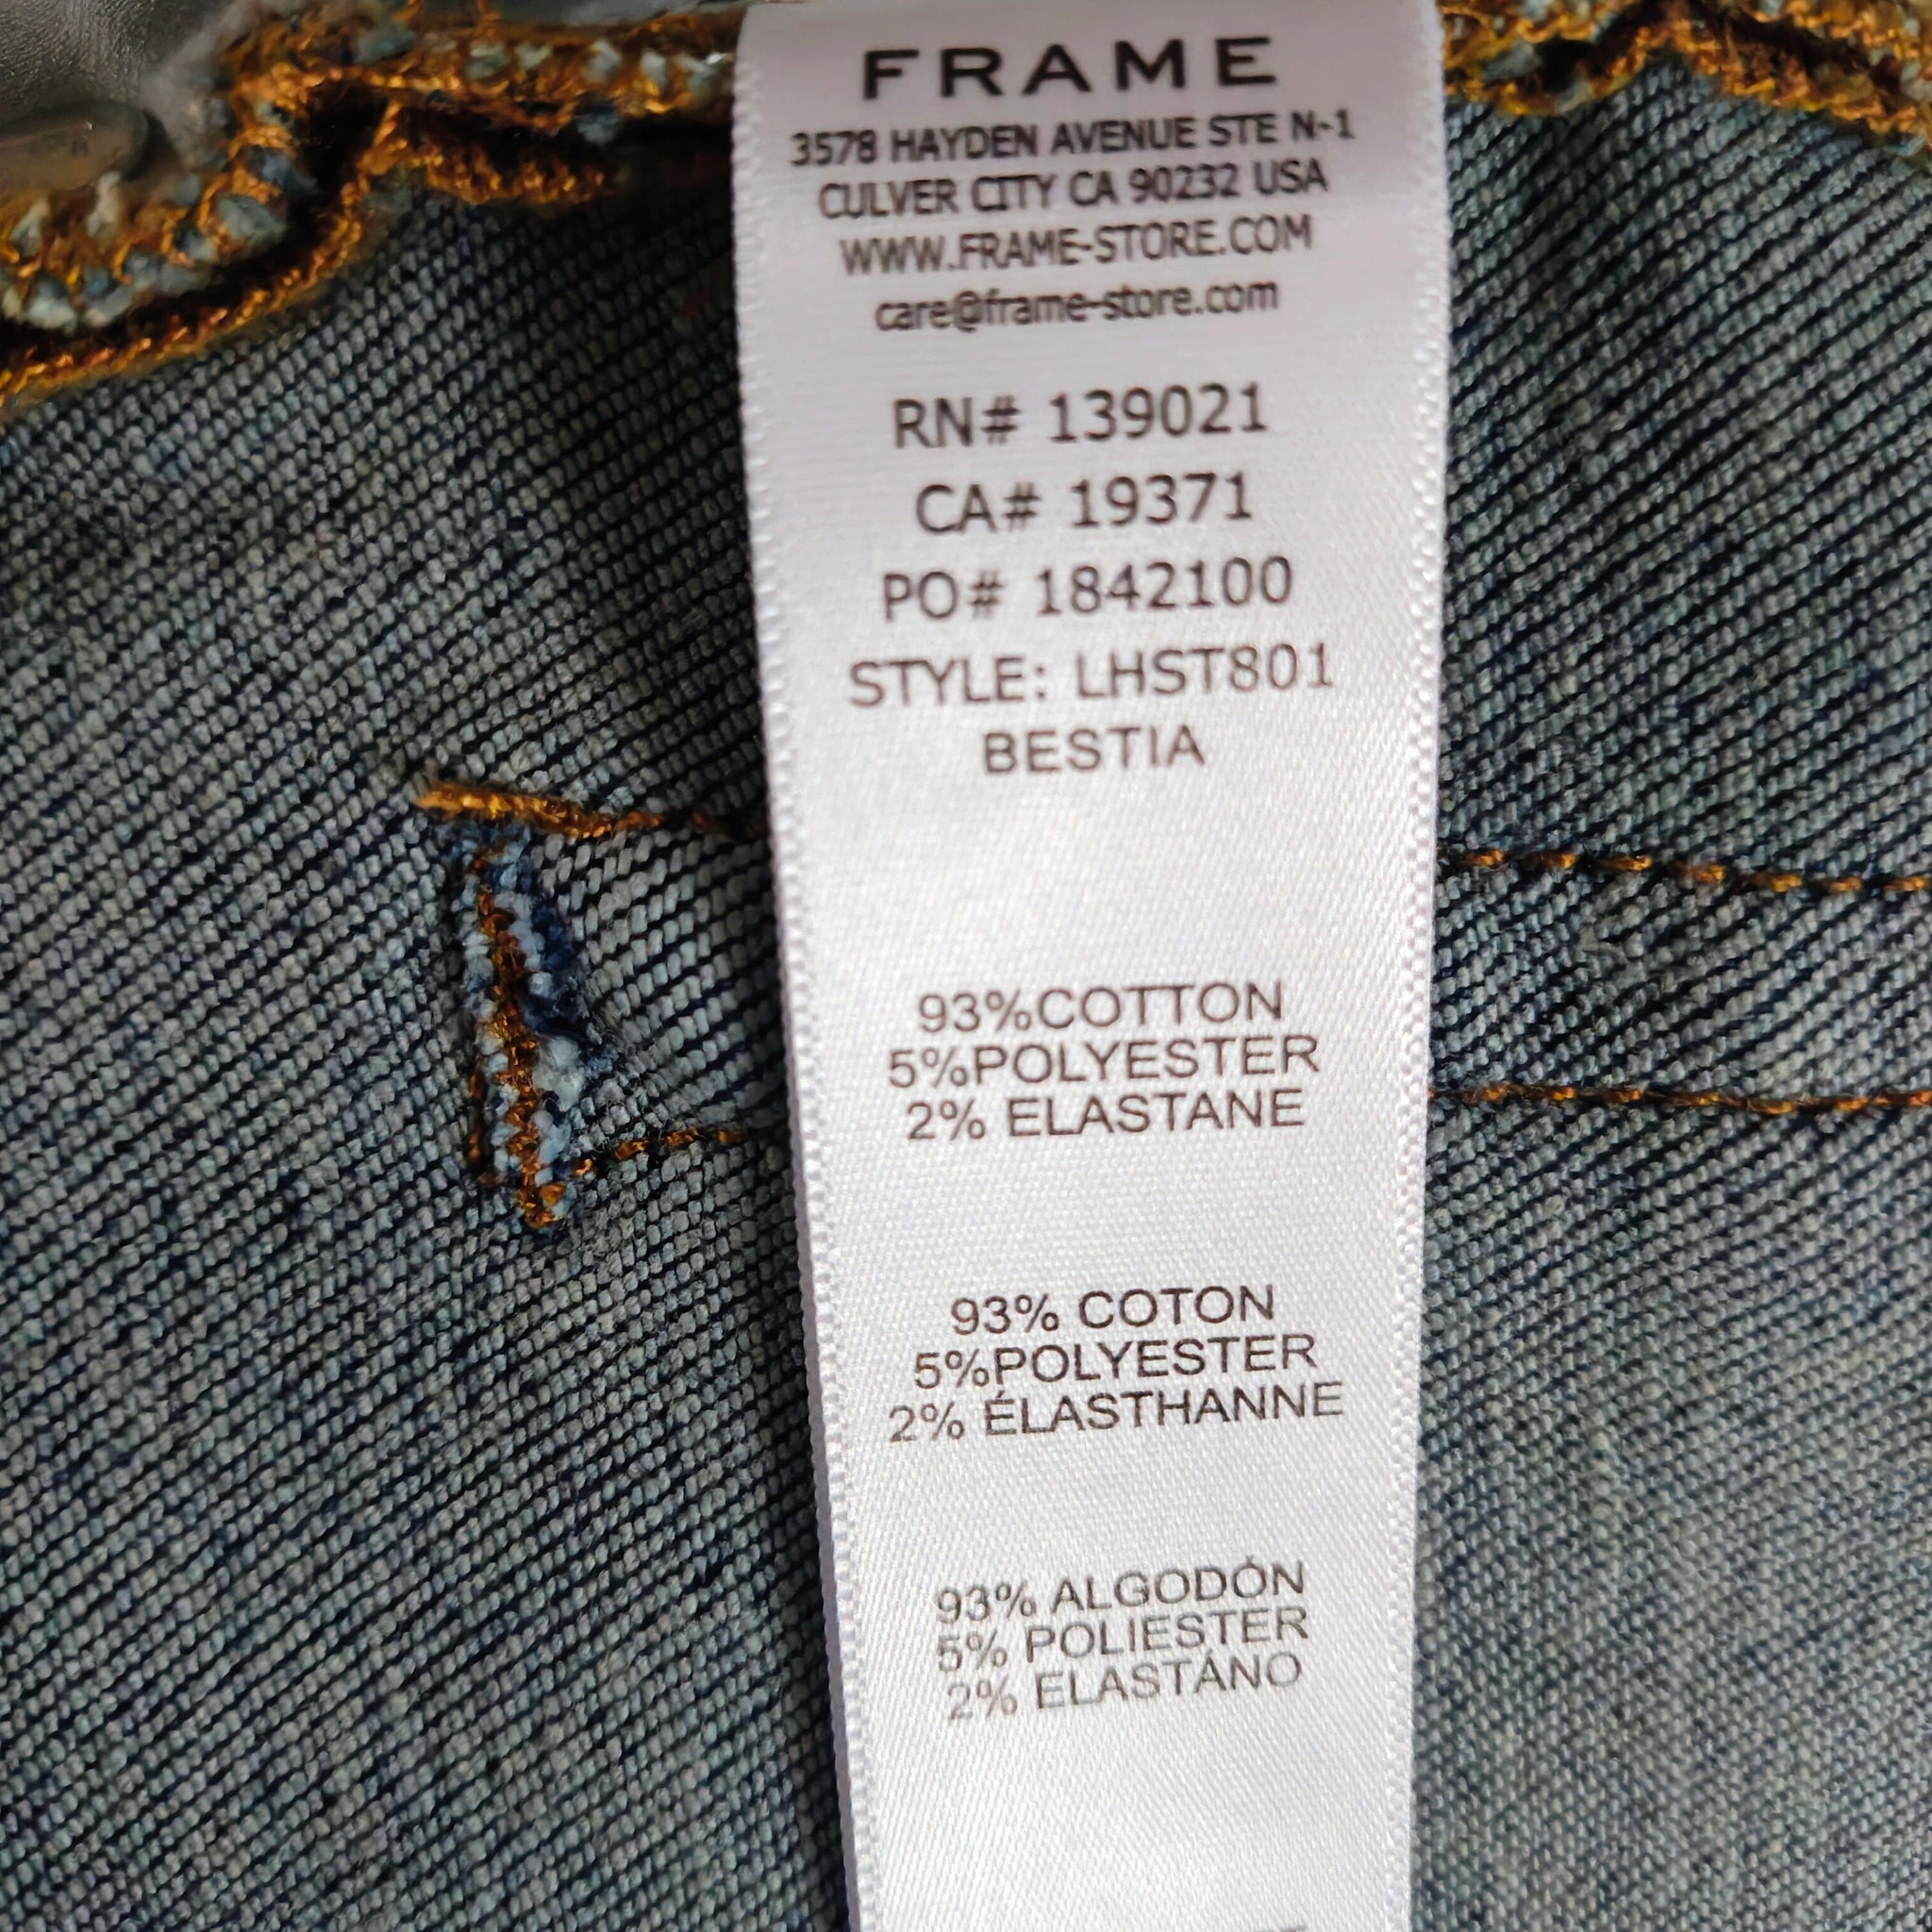 FRAME
3578 HAYDEN AVENUE STE N-1
CULVER CITY CA 90232 USA
WWW.FRAME-STORE.COM
care@frame-store.com
RN# 139021
CA# 19371
PO# 1842100
STYLE: LHST801
BESTIA
93%COTTON
5%POLYESTER
2% ELASTANE
93% COTON
5%POLYESTER
2% ÉLASTHANNE
93% ALGODÓN
5% POLIESTER
2% ELASTÁNO